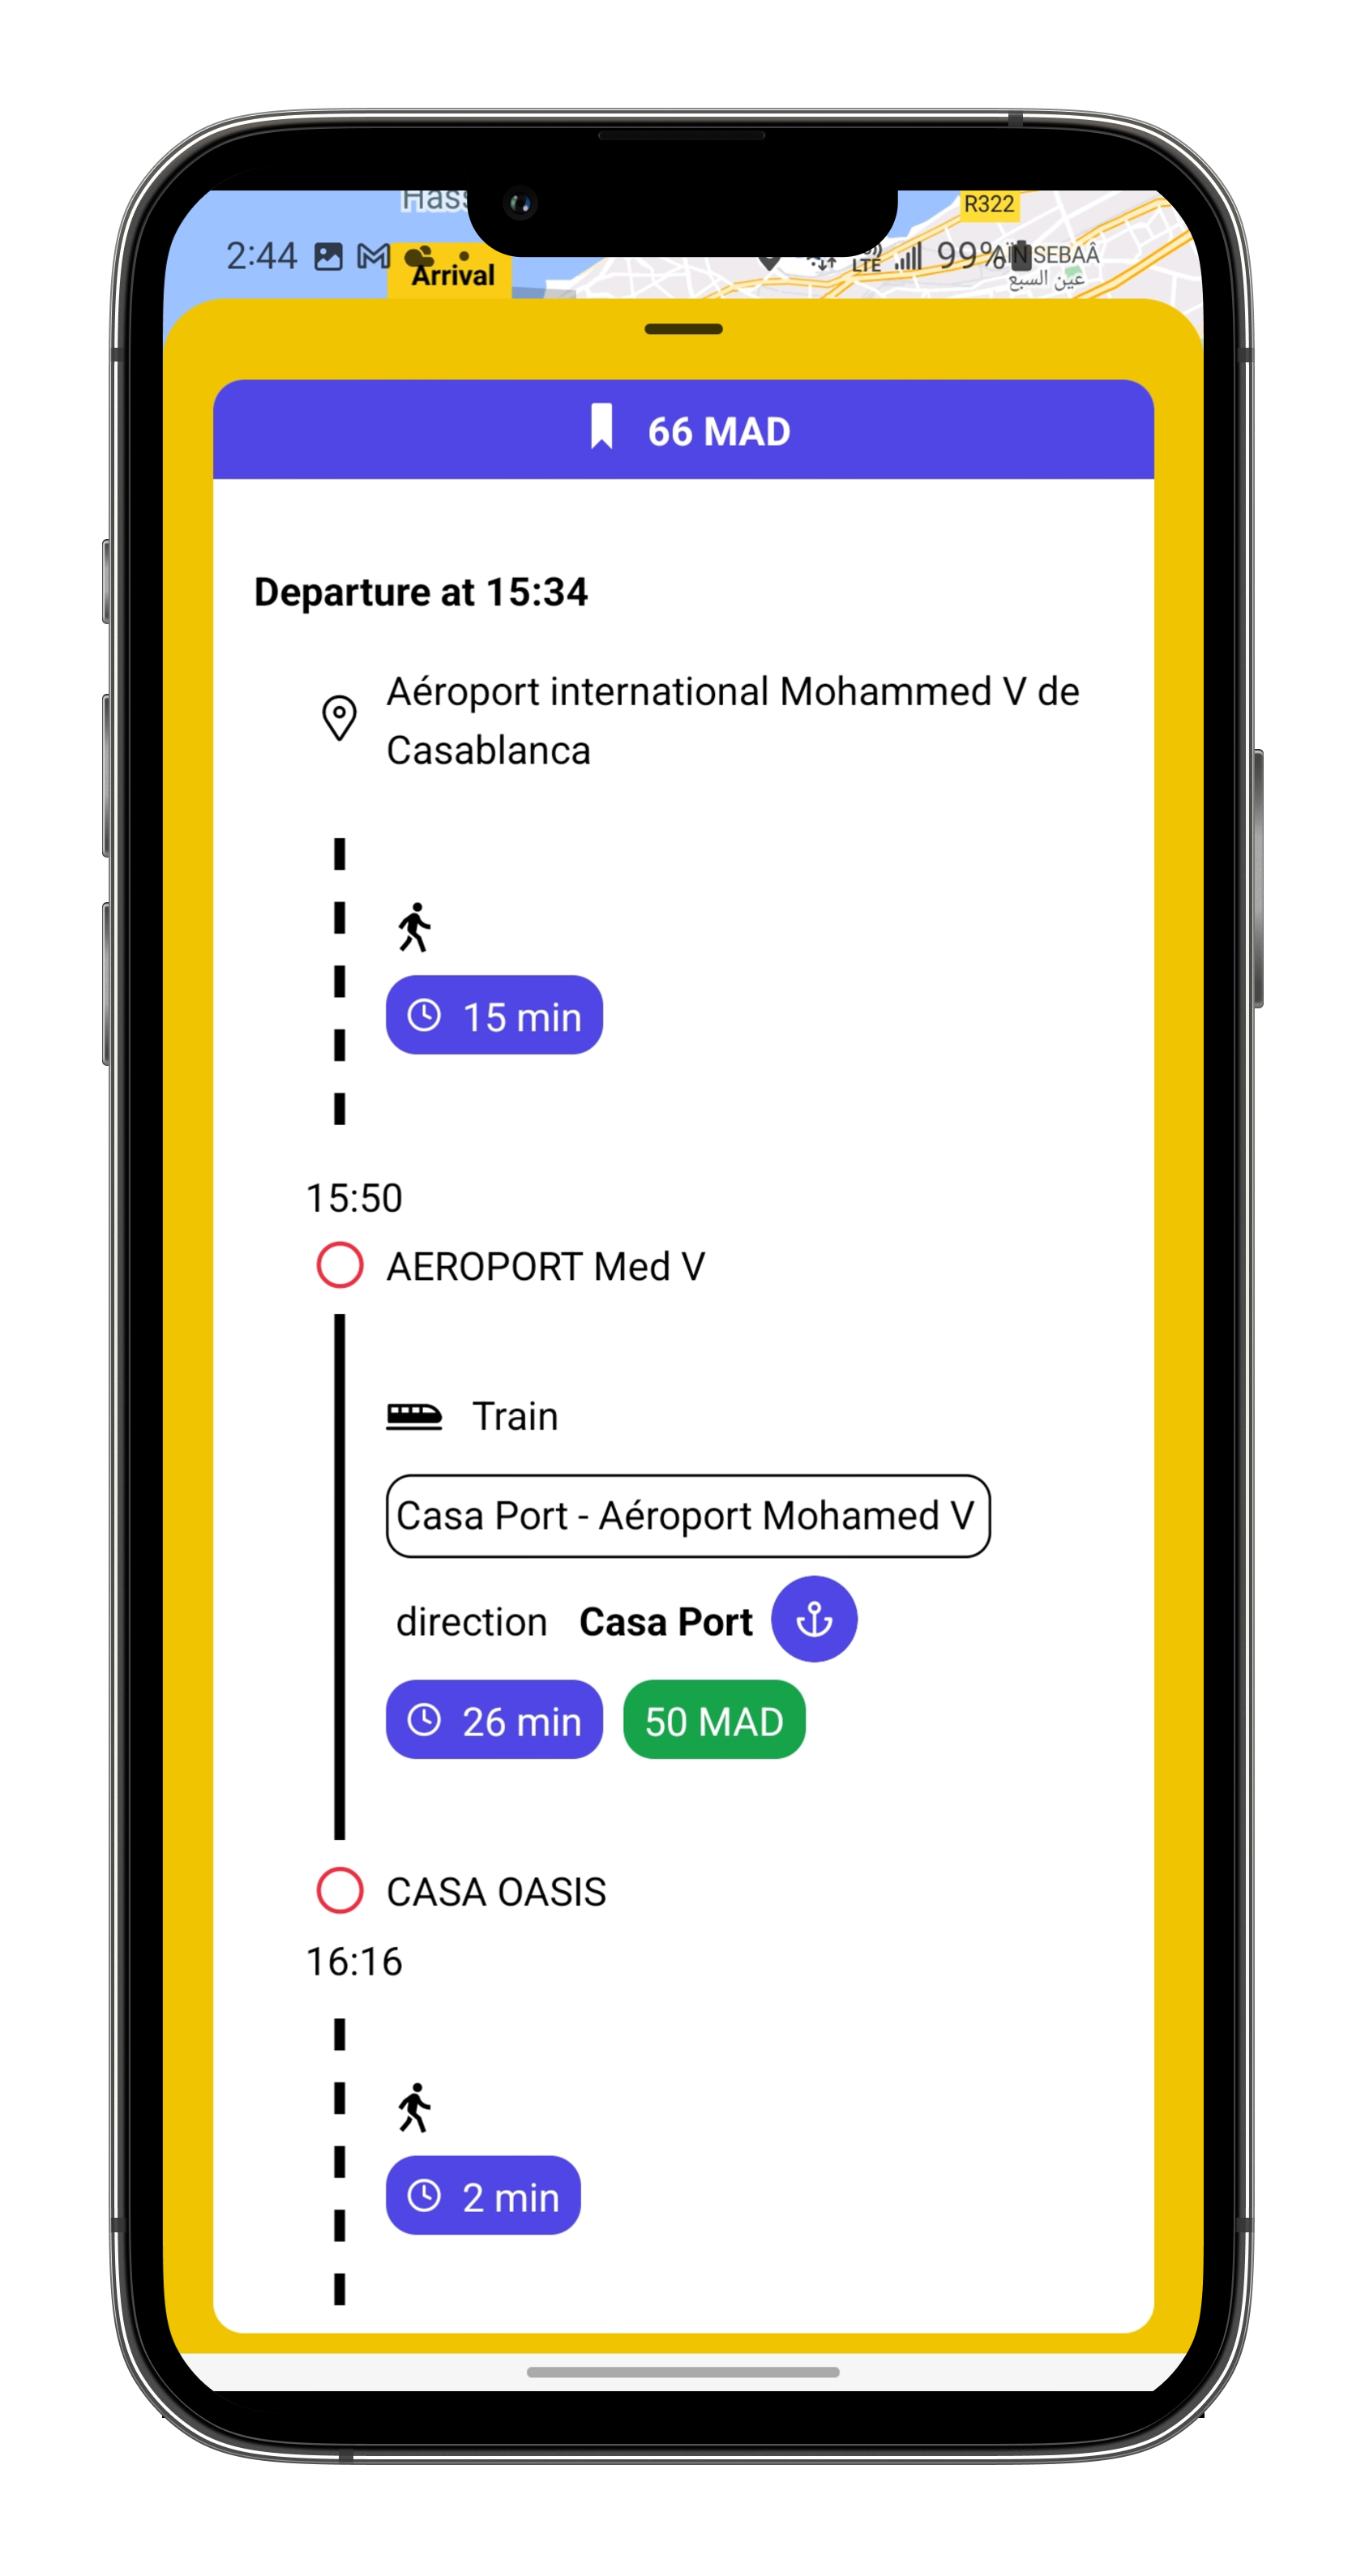 2:44
LTE
99%
R322
AÏN SEBAÂ
عين السبع
Arrival
66 MAD
Departure at 15:34
Aéroport international Mohammed V de
Casablanca
15 min
15:50
AEROPORT Med V
Train
Casa Port - Aéroport Mohamed V
direction Casa Port
26 min 50 MAD
CASA OASIS
16:16
2 min